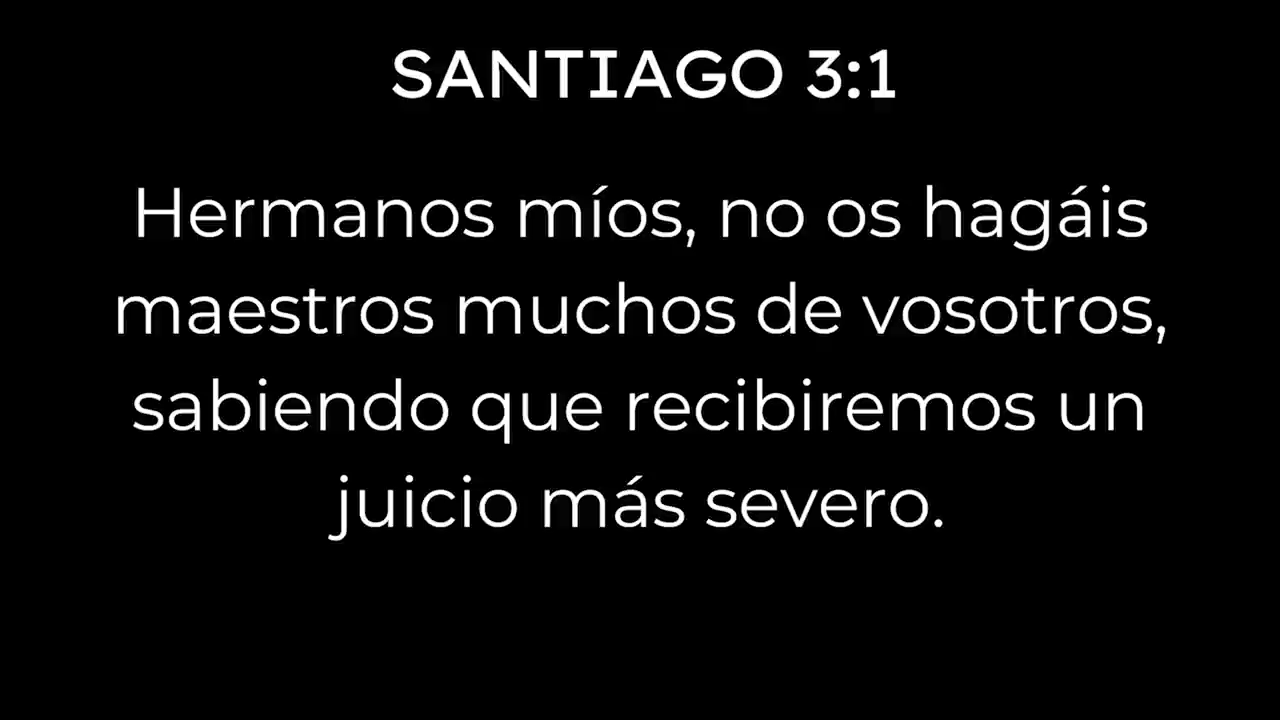 SANTIAGO 3:1
Hermanos míos, no os hagáis
maestros muchos de vosotros,
sabiendo que recibiremos un
juicio más severo.